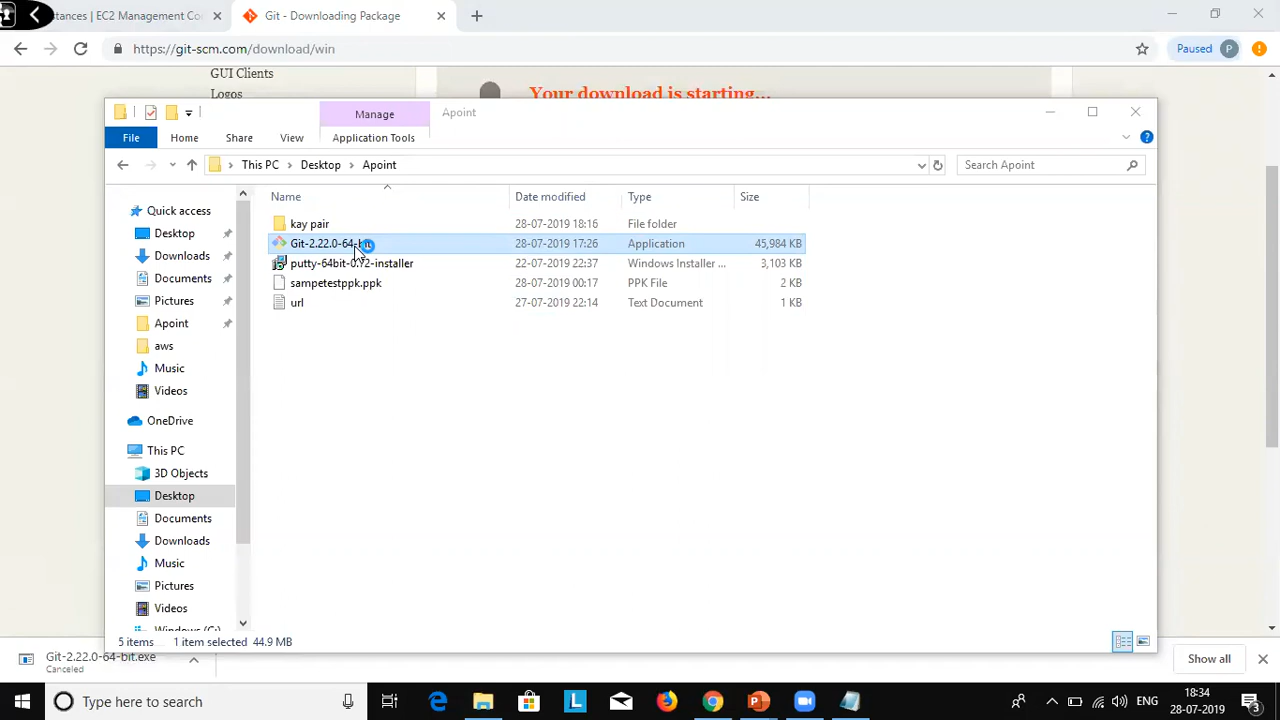 tances | EC2 Management Co
Git - Downloading Package
https://git-scm.com/download/win
Paused
P
GUI Clients
Logos
Your download is starting...
Manage
Apoint
File
Home
Share
View
Application Tools
This PC
Desktop
Apoint
Search Apoint
Name
Date modified
Type
Size
Quick access
Desktop
Downloads
Documents
Pictures
Apoint
aws
Music
Videos
OneDrive
This PC
3D Objects
Desktop
Documents
Downloads
Music
Pictures
Videos
kay pair 28-07-2019 18:16 File folder
Git-2.22.0-64-bit 28-07-2019 17:26 Application 45,984 KB
putty-64bit-0.72-installer 22-07-2019 22:37 Windows Installer ... 3,103 KB
sampetestppk.ppk 28-07-2019 00:17 PPK File 2 KB
url 27-07-2019 22:14 Text Document 1 KB
5 items 1 item selected 44.9 MB
Git-2.22.0-64-bit.exe
Canceled
Show all
Type here to search
L
ENG
18:34
28-07-2019
3